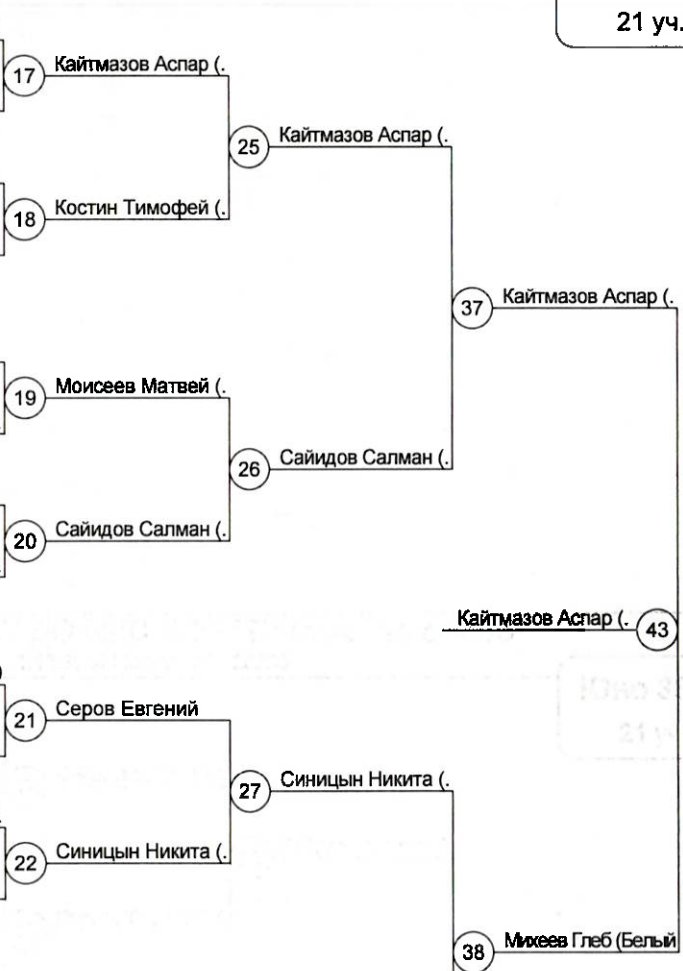 21 уч.
17 Кайтмазов Аспар (.
25 Кайтмазов Аспар (.
18 Костин Тимофей (.
37 Кайтмазов Аспар (.
19 Моисеев Матвей (.
26 Сайидов Салман (.
20 Сайидов Салман (.
Кайтмазов Аспар (. 43
21 Серов Евгений
27 Синицын Никита (.
22 Синицын Никита (.
38 Михеев Глеб (Белый